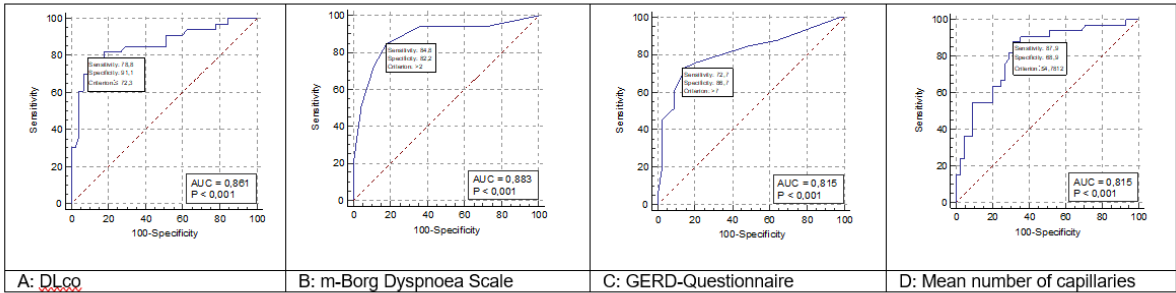 100
80
60
40
20
0
Sensitivity
Sensitivity: 78,8
Specificity: 91,1
Criterion: ≤ 72,3
AUC = 0,861
P < 0,001
0 20 40 60 80 100
100-Specificity
A: DLco
100
80
60
40
20
0
Sensitivity
Sensitivity: 84,8
Specificity: 82,2
Criterion: >2
AUC = 0,883
P < 0,001
0 20 40 60 80 100
100-Specificity
B: m-Borg Dyspnoea Scale
100
80
60
40
20
0
Sensitivity
Sensitivity: 72,7
Specificity: 86,7
Criterion: >7
AUC = 0,815
P < 0,001
0 20 40 60 80 100
100-Specificity
C: GERD-Questionnaire
100
80
60
40
20
0
Sensitivity
Sensitivity: 87,9
Specificity: 68,9
AUC = 0,815
P < 0,001
0 20 40 60 80 100
100-Specificity
D: Mean number of capillaries